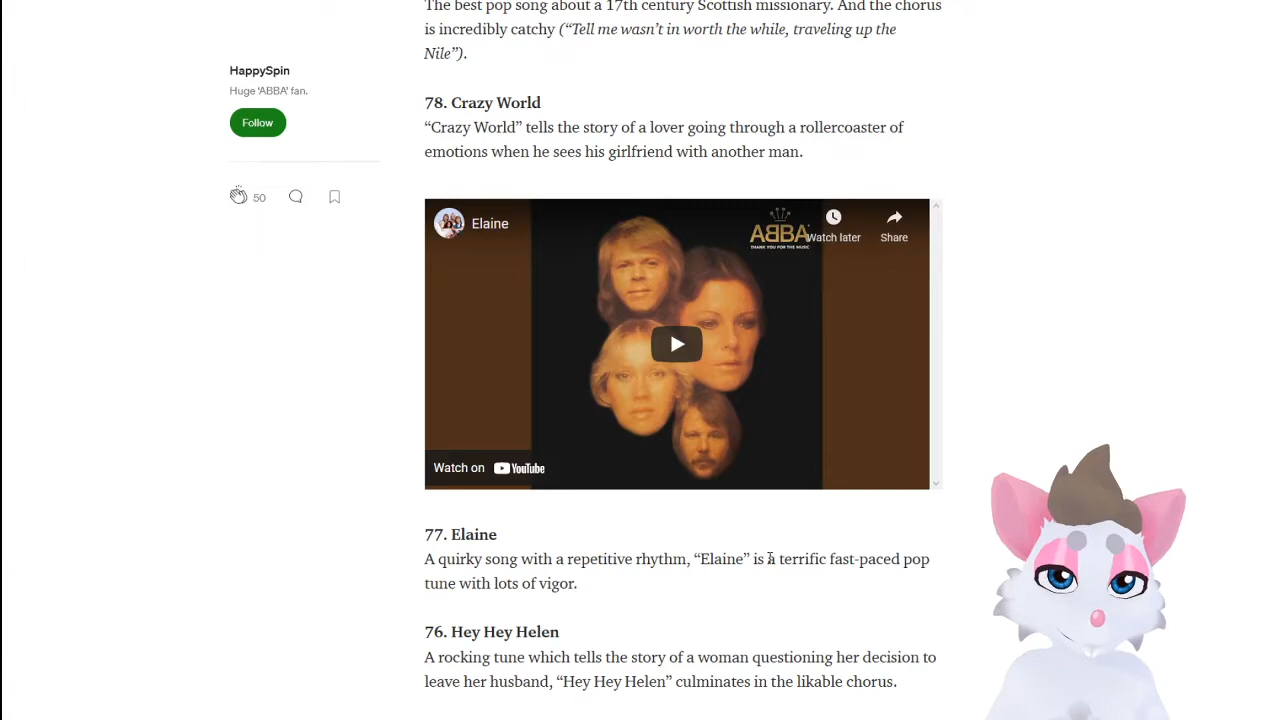 The best pop song about a 17th century Scottish missionary. And the chorus
is incredibly catchy (“Tell me wasn’t in worth the while, traveling up the
Nile”).
HappySpin
Huge ‘ABBA’ fan.
Follow
50
78. Crazy World
“Crazy World” tells the story of a lover going through a rollercoaster of
emotions when he sees his girlfriend with another man.
Elaine
ABBA
THANK YOU FOR THE MUSIC
Watch later
Share
Watch on YouTube
77. Elaine
A quirky song with a repetitive rhythm, “Elaine” is a terrific fast-paced pop
tune with lots of vigor.
76. Hey Hey Helen
A rocking tune which tells the story of a woman questioning her decision to
leave her husband, “Hey Hey Helen” culminates in the likable chorus.